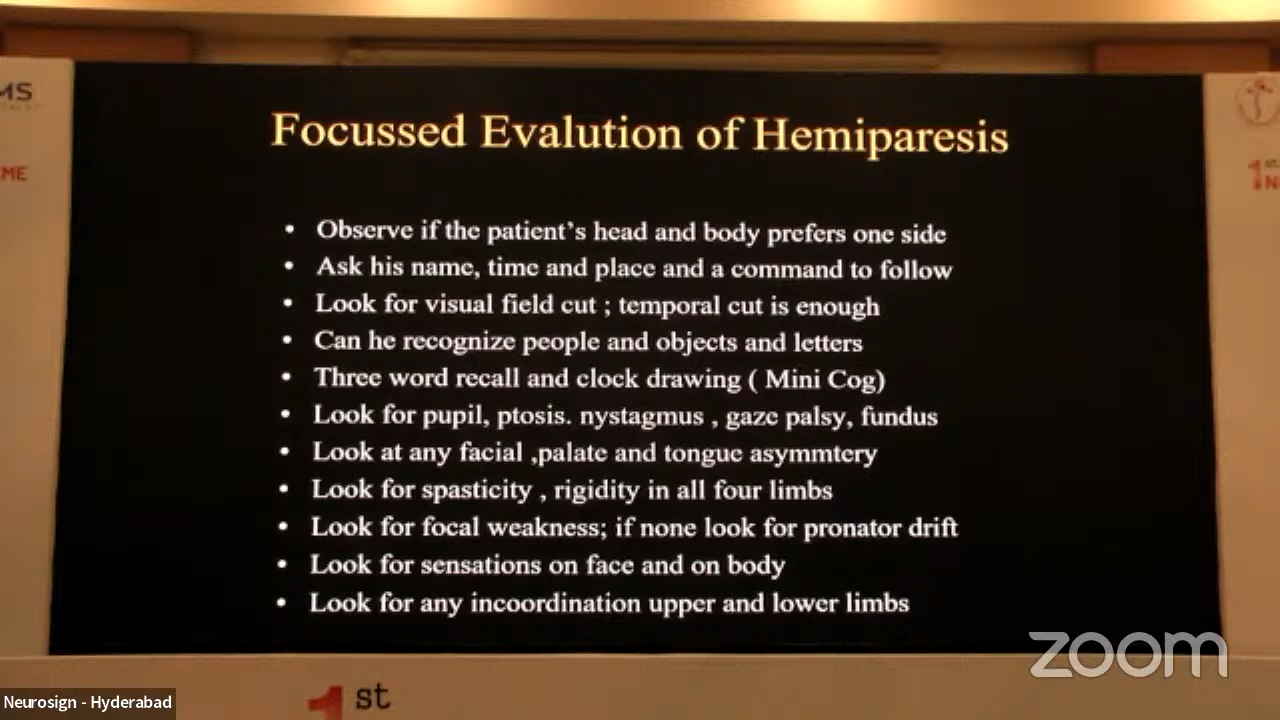 MS
ME
Focussed Evalution of Hemiparesis
• Observe if the patient's head and body prefers one side
• Ask his name, time and place and a command to follow
• Look for visual field cut ; temporal cut is enough
• Can he recognize people and objects and letters
• Three word recall and clock drawing ( Mini Cog)
• Look for pupil, ptosis. nystagmus , gaze palsy, fundus
• Look at any facial ,palate and tongue asymmtery
• Look for spasticity , rigidity in all four limbs
• Look for focal weakness; if none look for pronator drift
• Look for sensations on face and on body
• Look for any incoordination upper and lower limbs
1st
N
zoom
Neurosign - Hyderabad
1st